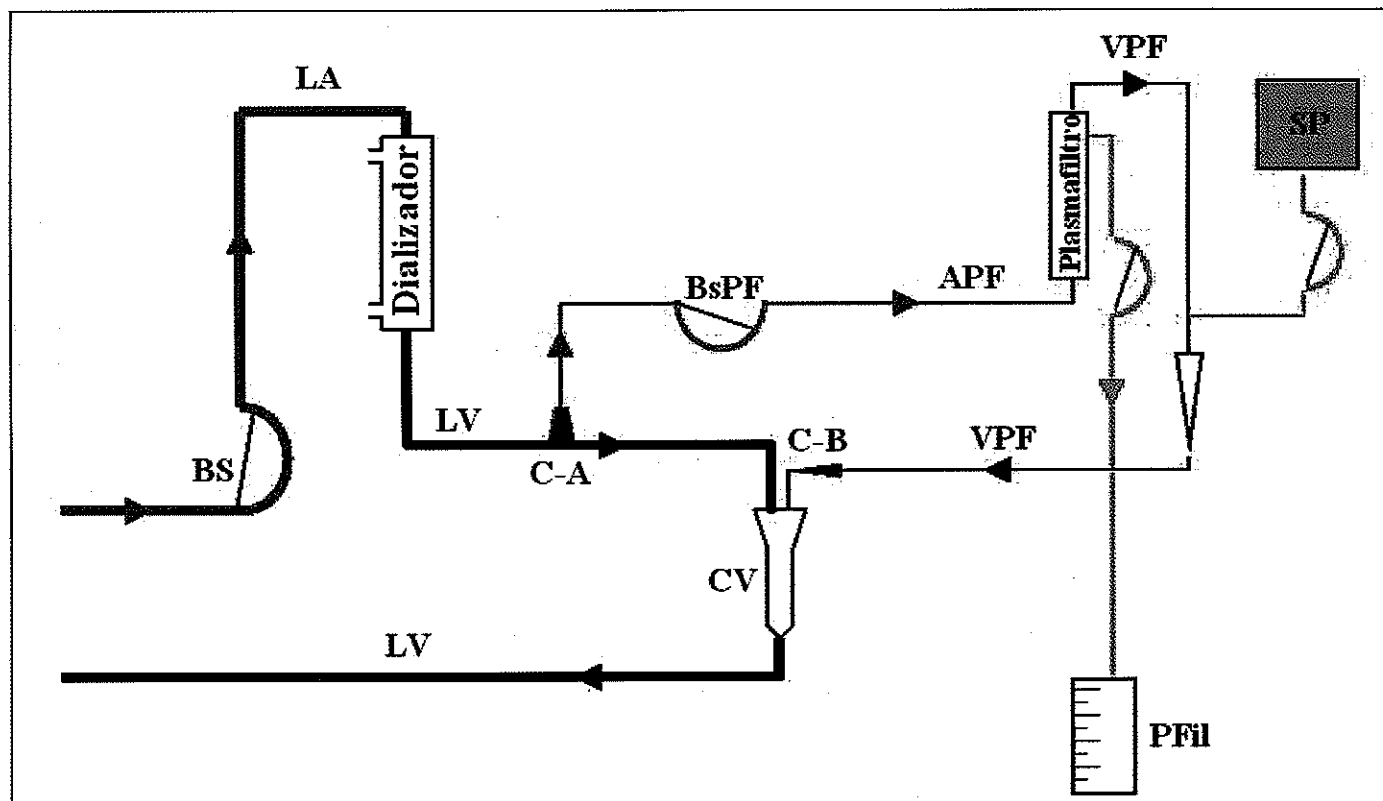 VPF
LA
SP
Plasmafiltro
Dializador
BsPF
APF
LV
C-B
VPF
BS
C-A
CV
LV
PFil